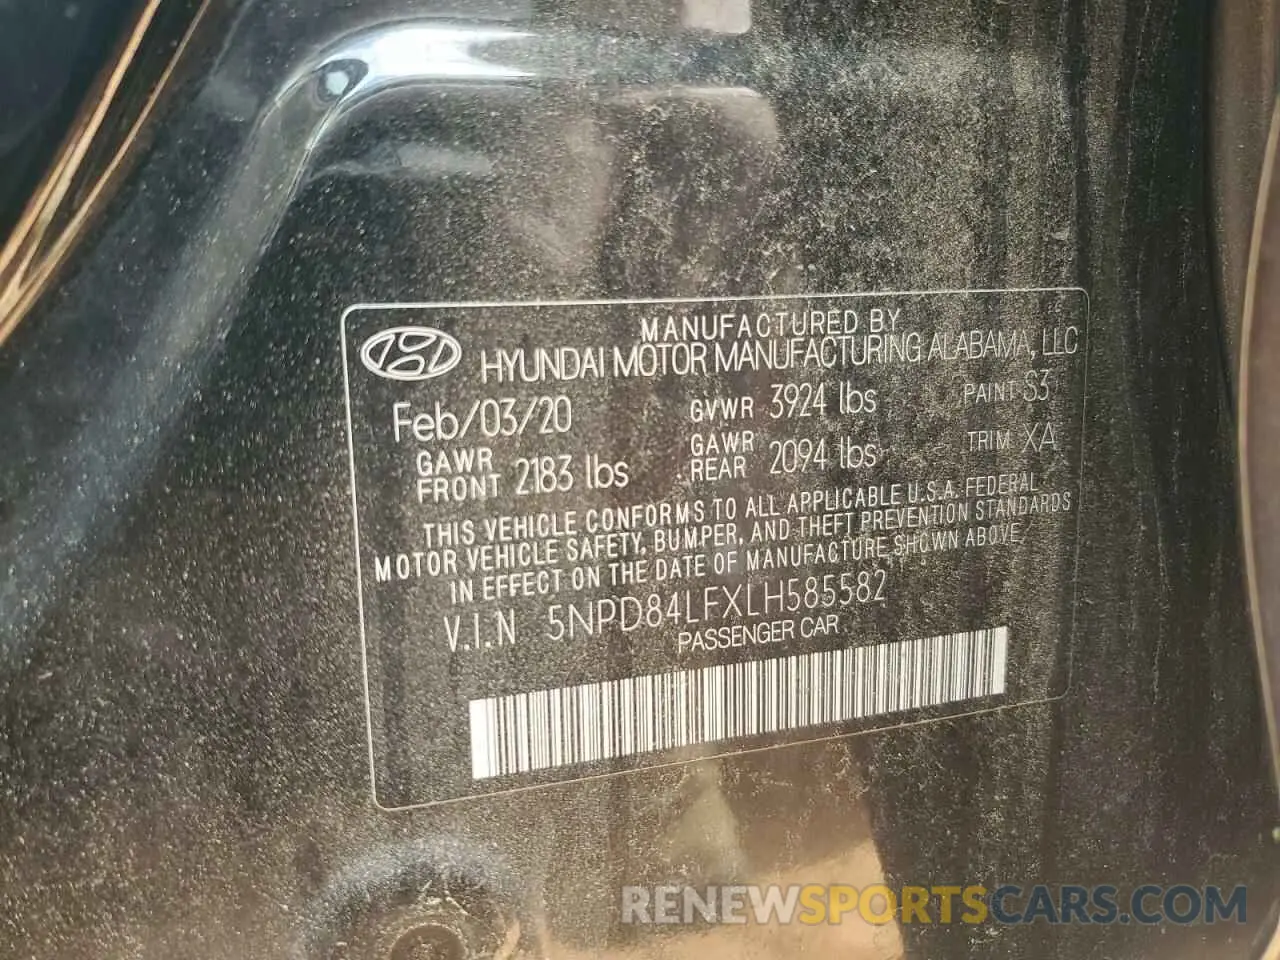 MANUFACTURED BY
HYUNDAI MOTOR MANUFACTURING ALABAMA, LLC
Feb/03/20 GVWR 3924 lbs PAINT S3
GAWR FRONT 2183 lbs GAWR REAR 2094 lbs TRIM XA
THIS VEHICLE CONFORMS TO ALL APPLICABLE U.S.A. FEDERAL
MOTOR VEHICLE SAFETY, BUMPER, AND THEFT PREVENTION STANDARDS
IN EFFECT ON THE DATE OF MANUFACTURE SHOWN ABOVE
V.I.N 5NPD84LFXLH585582
PASSENGER CAR
RENEWSPORTSCARS.COM